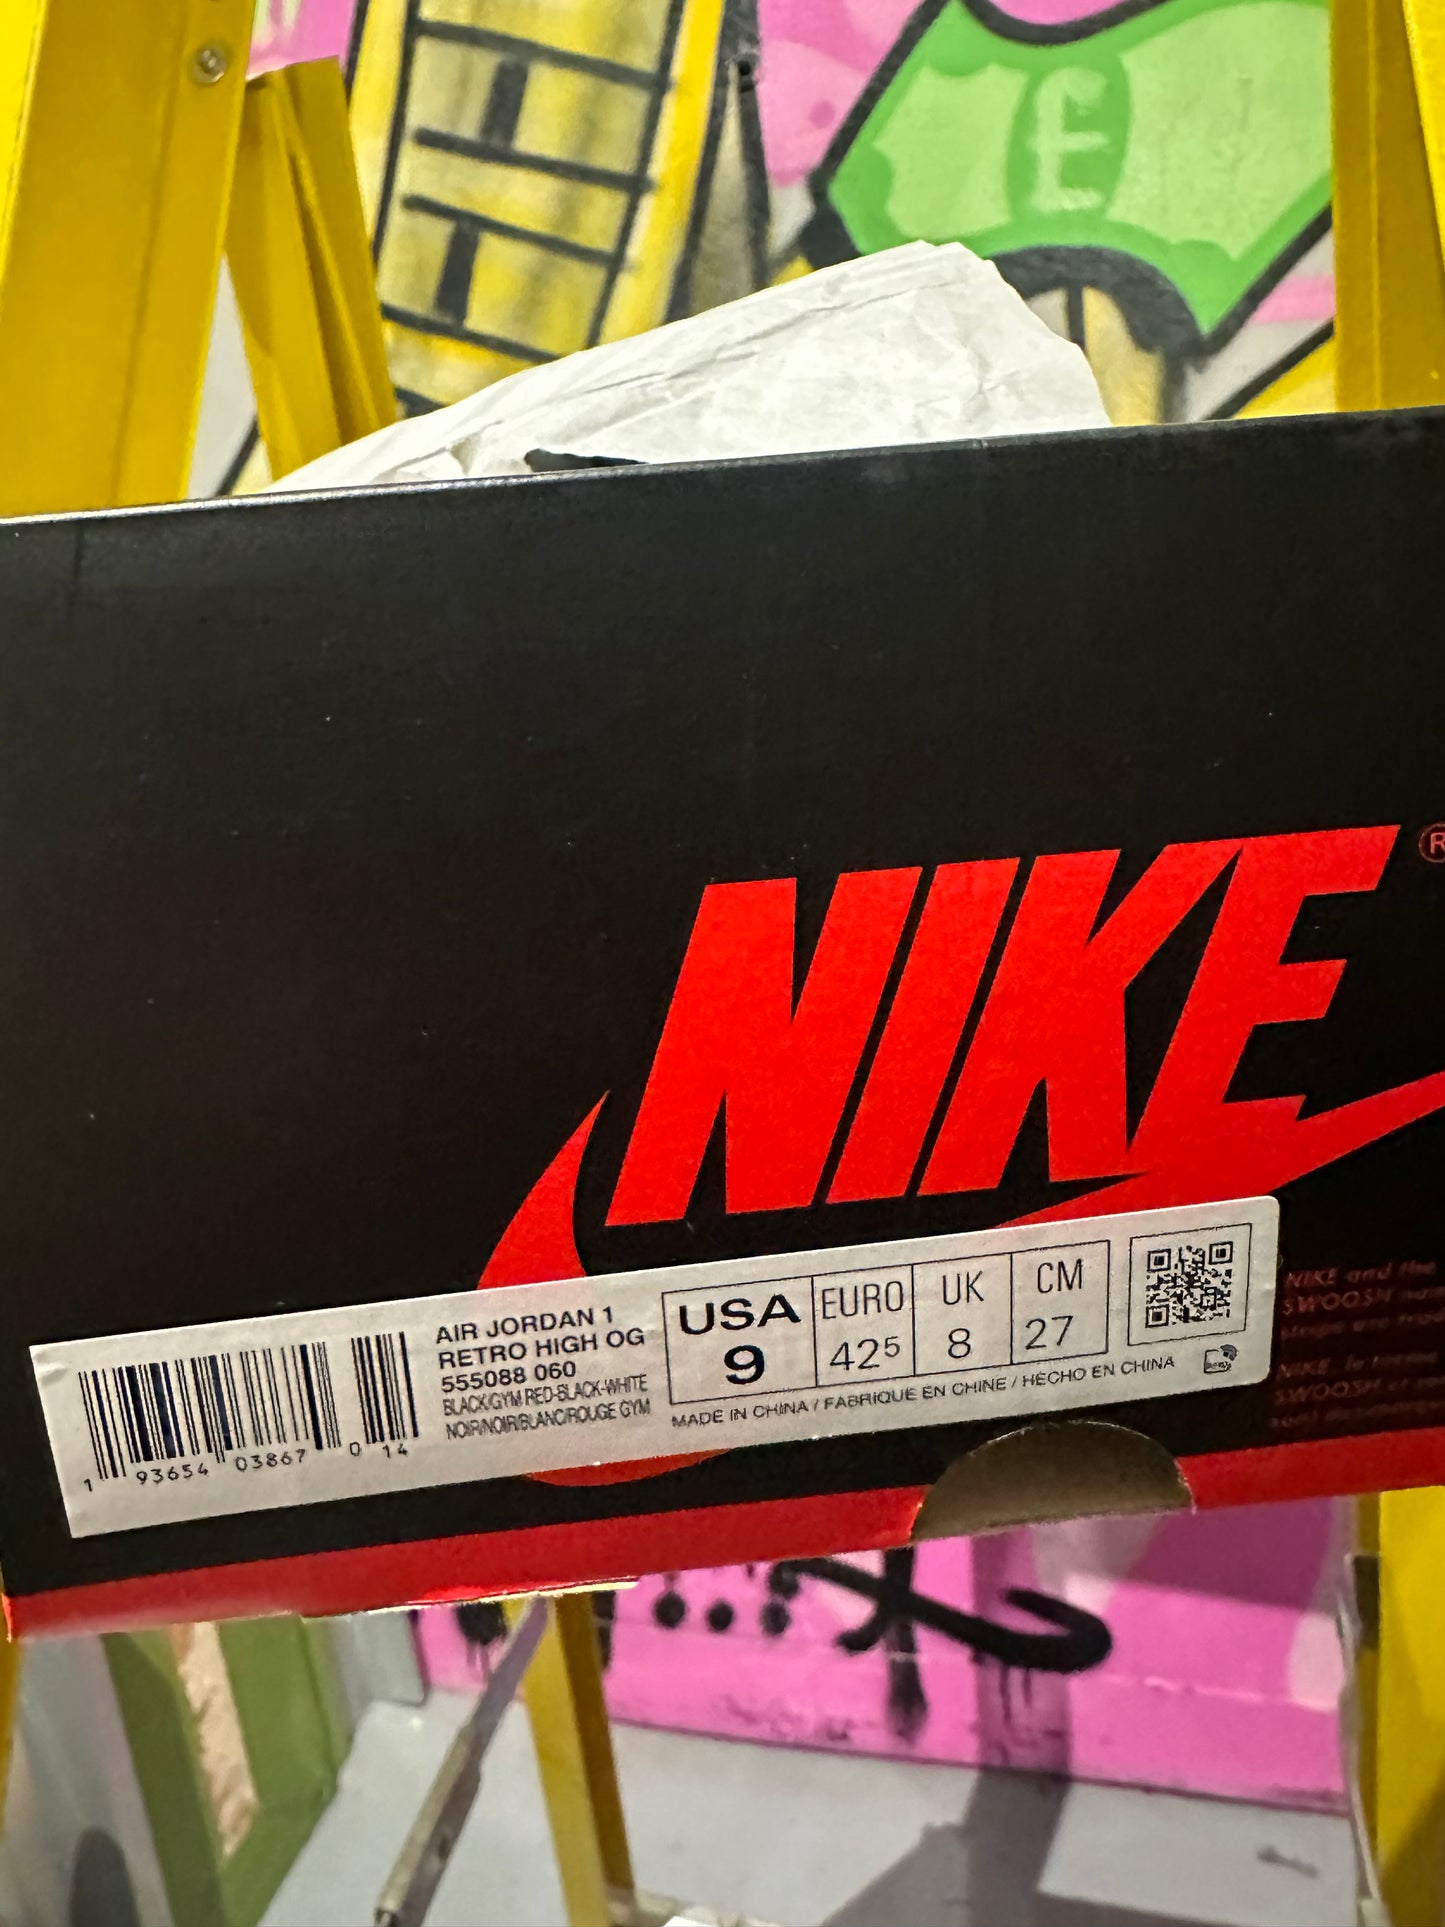 E
NIKE®
AIR JORDAN 1
RETRO HIGH OG
555088 060
BLACK/GYM RED-BLACK-WHITE
NOIR/NOIR/BLANC/ROUGE GYM
1 93654 03867 0 14
USA EURO UK CM
9 42⁵ 8 27
MADE IN CHINA / FABRIQUE EN CHINE / HECHO EN CHINA
NIKE and the
SWOOSH
NIKE
SWOOSH